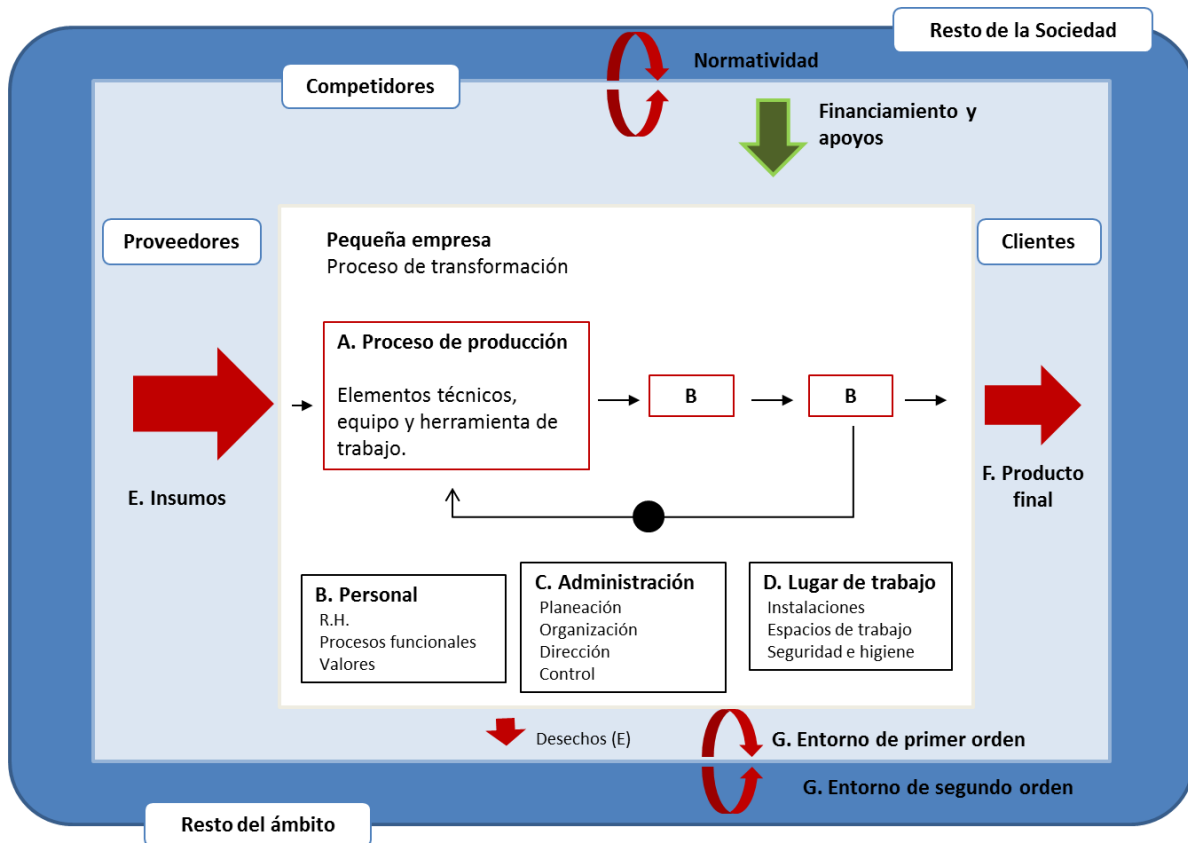 Resto de la Sociedad
Normatividad
Competidores
Financiamiento y
apoyos
Proveedores
Clientes
Pequeña empresa
Proceso de transformación
A. Proceso de producción
Elementos técnicos,
equipo y herramienta de
trabajo.
B
B
E. Insumos
F. Producto
final
B. Personal
R.H.
Procesos funcionales
Valores
C. Administración
Planeación
Organización
Dirección
Control
D. Lugar de trabajo
Instalaciones
Espacios de trabajo
Seguridad e higiene
Desechos (E)
G. Entorno de primer orden
G. Entorno de segundo orden
Resto del ámbito